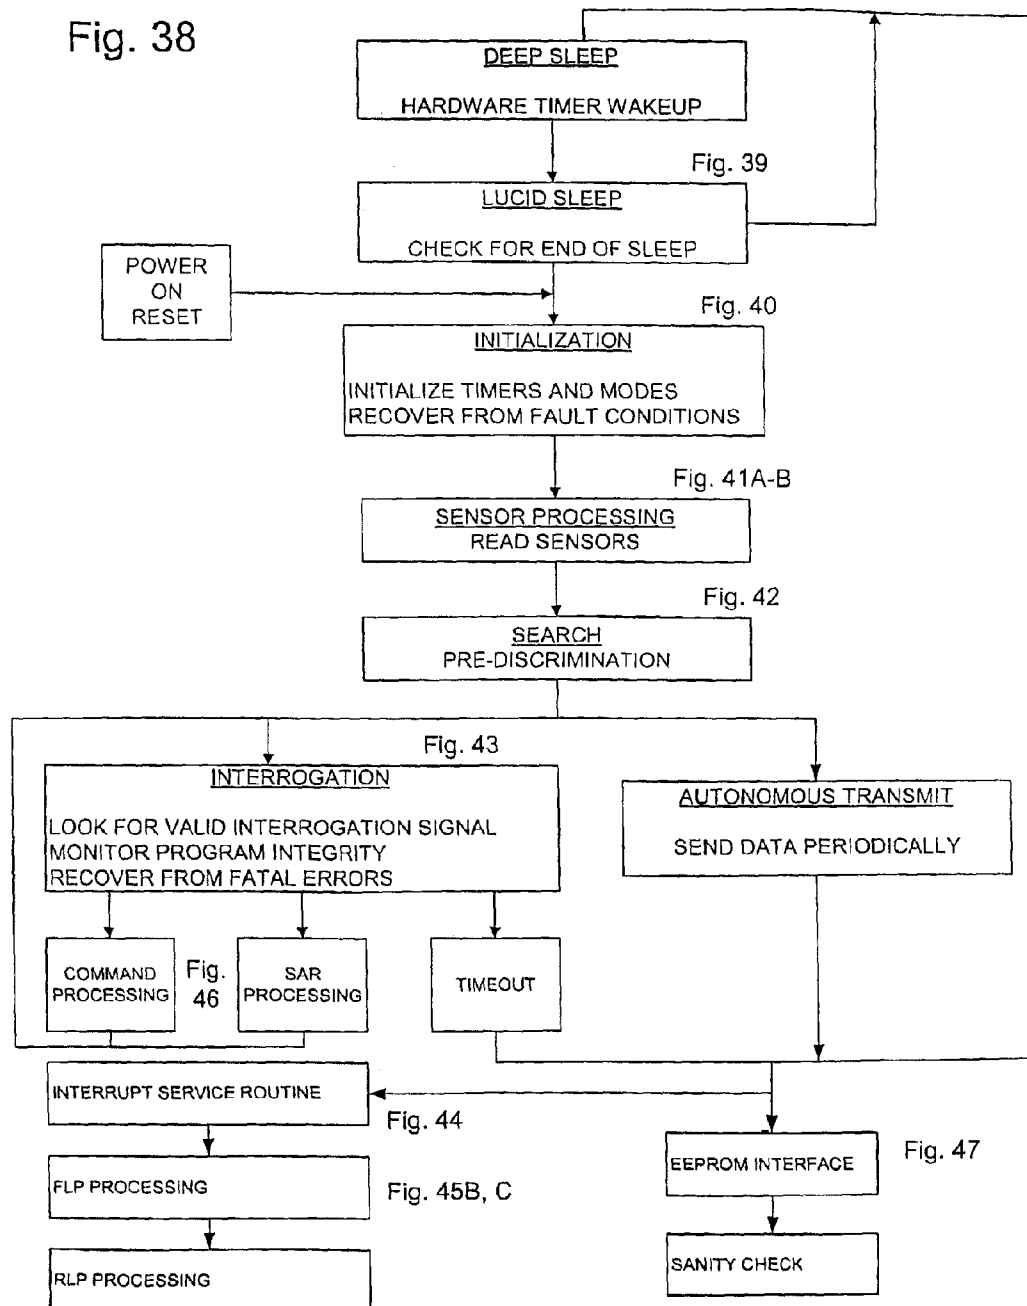 Fig. 38
DEEP SLEEP
HARDWARE TIMER WAKEUP
Fig. 39
LUCID SLEEP
CHECK FOR END OF SLEEP
POWER
ON
RESET
Fig. 40
INITIALIZATION
INITIALIZE TIMERS AND MODES
RECOVER FROM FAULT CONDITIONS
Fig. 41A-B
SENSOR PROCESSING
READ SENSORS
Fig. 42
SEARCH
PRE-DISCRIMINATION
Fig. 43
INTERROGATION
LOOK FOR VALID INTERROGATION SIGNAL
MONITOR PROGRAM INTEGRITY
RECOVER FROM FATAL ERRORS
AUTONOMOUS TRANSMIT
SEND DATA PERIODICALLY
COMMAND
PROCESSING
Fig.
46
SAR
PROCESSING
TIMEOUT
INTERRUPT SERVICE ROUTINE
Fig. 44
FLP PROCESSING
Fig. 45B, C
RLP PROCESSING
EEPROM INTERFACE
Fig. 47
SANITY CHECK